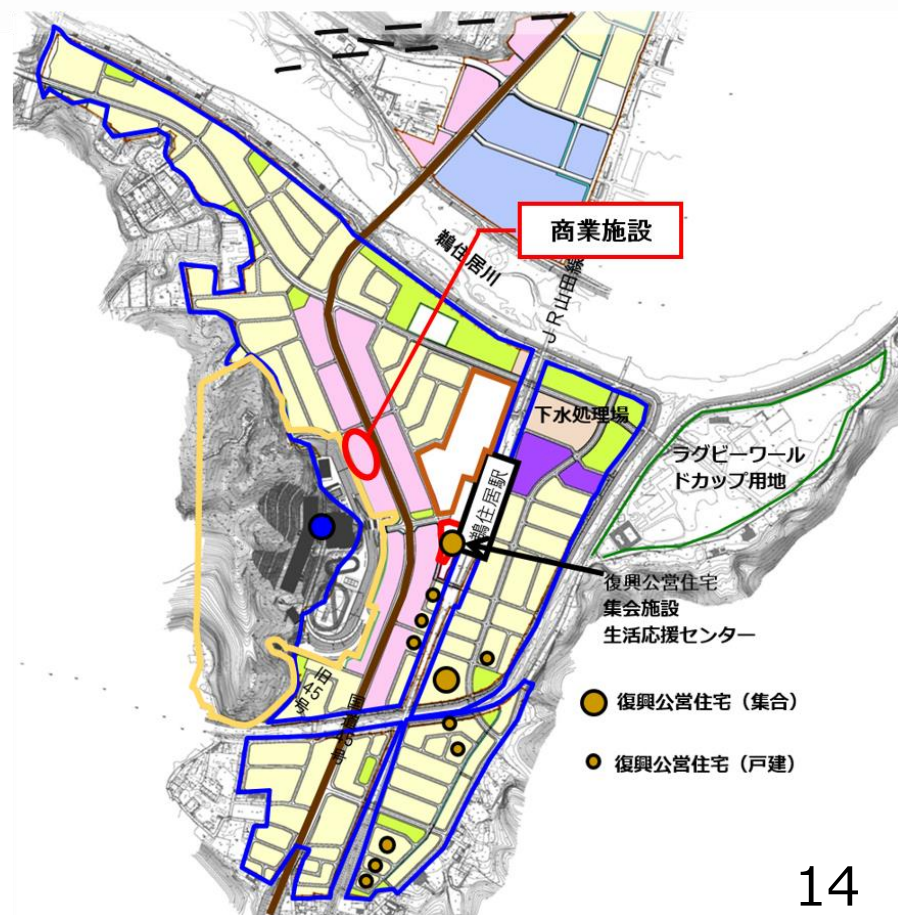 商業施設
鵜住居川
JR山田線
下水処理場
ラグビーワール
ドカップ用地
鵜住居駅
復興公営住宅
集会施設
生活応援センター
国道45号
復興公営住宅（集合）
復興公営住宅（戸建）
14